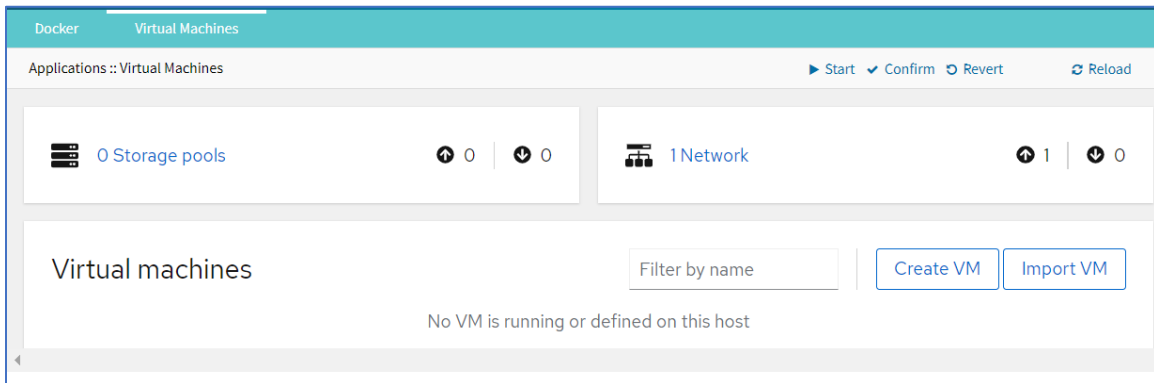 Docker Virtual Machines
Applications :: Virtual Machines Start Confirm Revert Reload
0 Storage pools 0 0 1 Network 1 0
Virtual machines Filter by name Create VM Import VM
No VM is running or defined on this host